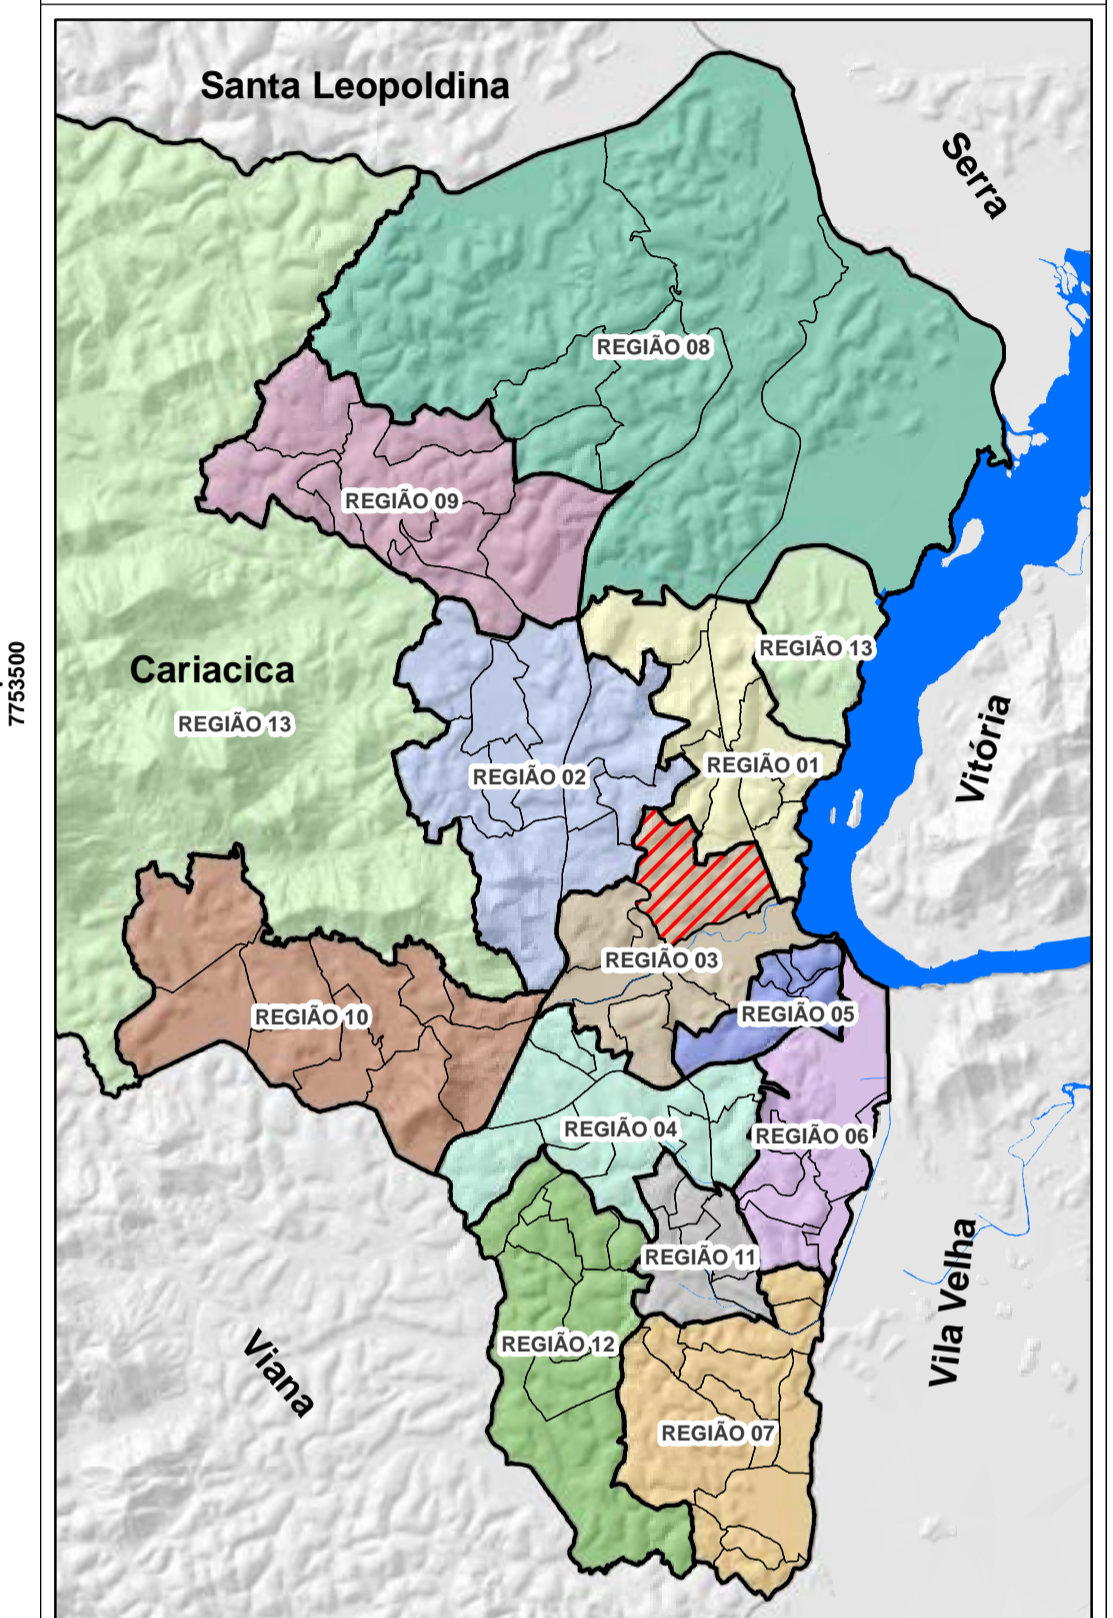 Santa Leopoldina
Serra
REGIÃO 08
REGIÃO 09
7753500
REGIÃO 13
Cariacica
REGIÃO 13
Vitória
REGIÃO 01
REGIÃO 02
REGIÃO 03
REGIÃO 05
REGIÃO 10
REGIÃO 04
REGIÃO 06
REGIÃO 11
Vila Velha
REGIÃO 12
Viana
REGIÃO 07